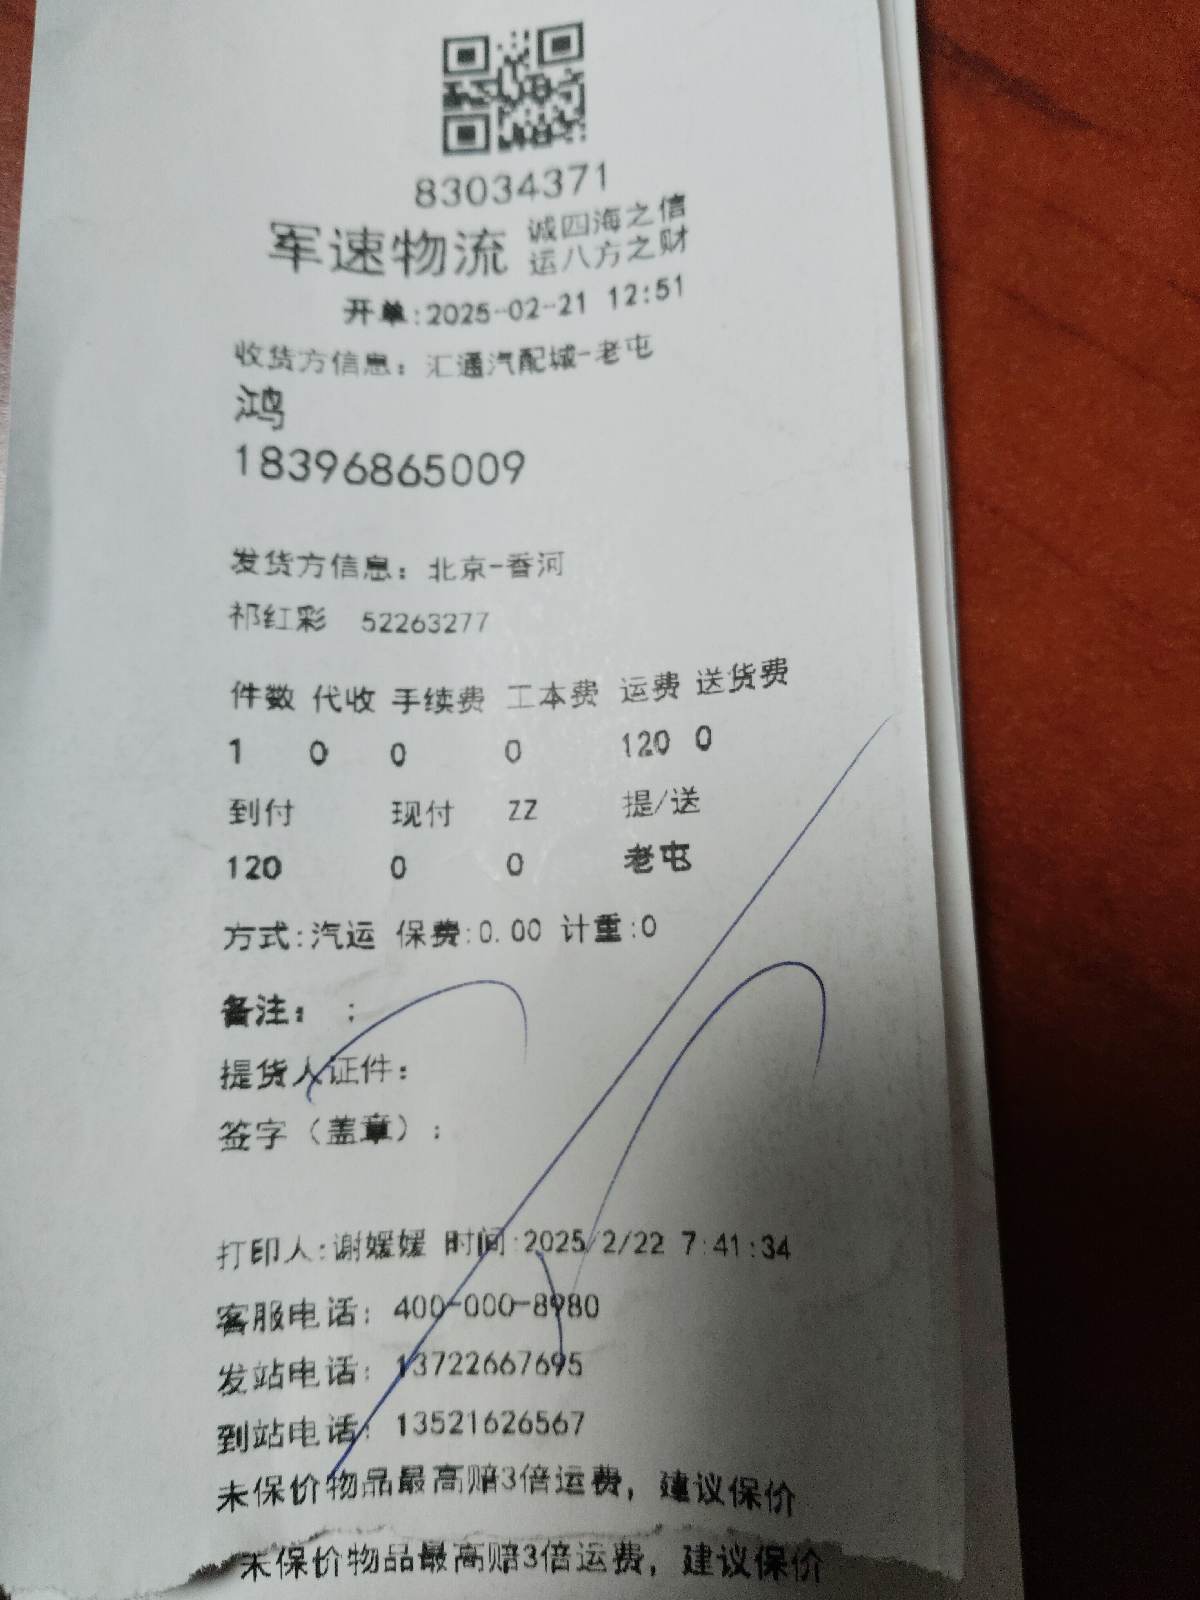 83034371
军速物流 诚四海之信
运八方之财
开单:2025-02-21 12:51
收货方信息：汇通汽配城-老屯
鸿
18396865009
发货方信息：北京-香河
祁红彩 52263277
件数 代收 手续费 工本费 运费 送货费
1 0 0 0 120 0
到付 现付 ZZ 提/送
120 0 0 老屯
方式:汽运 保费:0.00 计重:0
备注： ;
提货人证件：
签字（盖章）:
打印人:谢媛媛 时间:2025/2/22 7:41:34
客服电话：400-000-8980
发站电话：13722667695
到站电话：13521626567
未保价物品最高赔3倍运费，建议保价
未保价物品最高赔3倍运费，建议保价